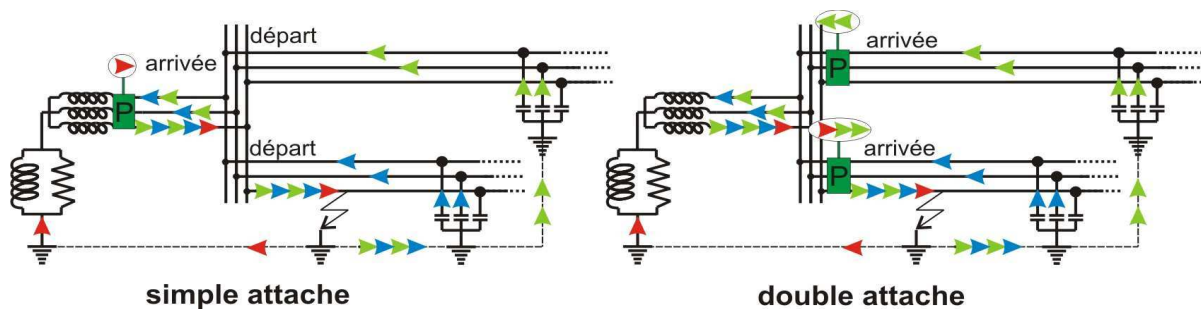 départ
arrivée
P
départ
simple attache
arrivée
P
arrivée
P
double attache